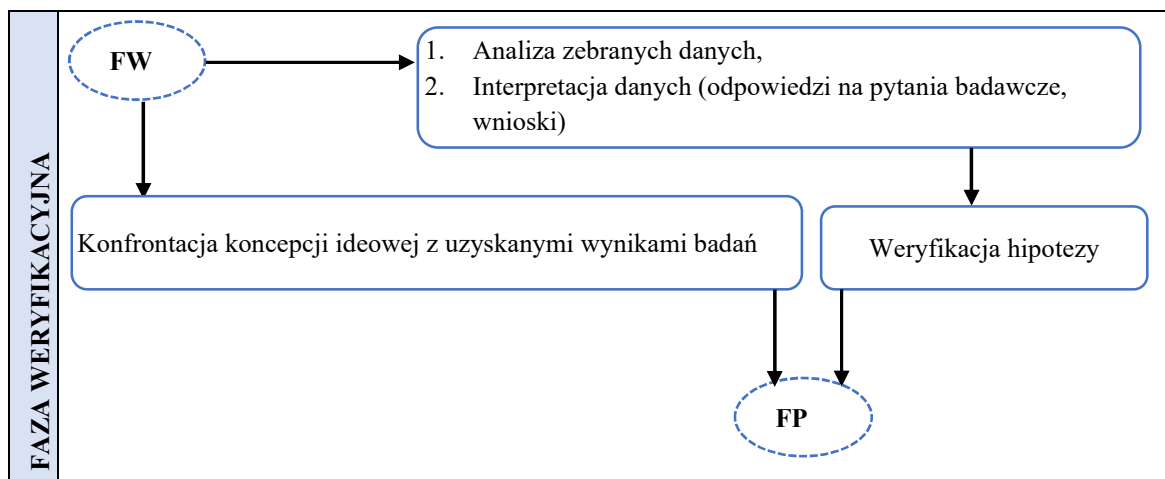 FAZA WERYFIKACYJNA
FW
1. Analiza zebranych danych,
2. Interpretacja danych (odpowiedzi na pytania badawcze,
wnioski)
Konfrontacja koncepcji ideowej z uzyskanymi wynikami badań
Weryfikacja hipotezy
FP